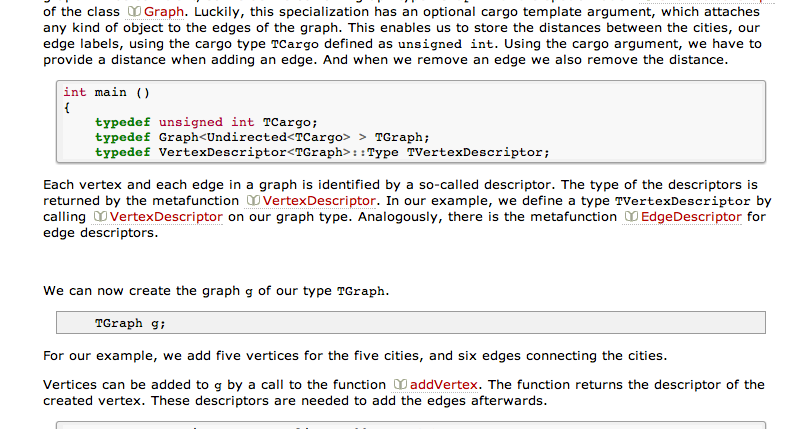 of the class Graph. Luckily, this specialization has an optional cargo template argument, which attaches
any kind of object to the edges of the graph. This enables us to store the distances between the cities, our
edge labels, using the cargo type TCargo defined as unsigned int. Using the cargo argument, we have to
provide a distance when adding an edge. And when we remove an edge we also remove the distance.
int main ()
{
typedef unsigned int TCargo;
typedef Graph<Undirected<TCargo> > TGraph;
typedef VertexDescriptor<TGraph>::Type TVertexDescriptor;
Each vertex and each edge in a graph is identified by a so-called descriptor. The type of the descriptors is
returned by the metafunction VertexDescriptor. In our example, we define a type TVertexDescriptor by
calling VertexDescriptor on our graph type. Analogously, there is the metafunction EdgeDescriptor for
edge descriptors.
We can now create the graph g of our type TGraph.
TGraph g;
For our example, we add five vertices for the five cities, and six edges connecting the cities.
Vertices can be added to g by a call to the function addVertex. The function returns the descriptor of the
created vertex. These descriptors are needed to add the edges afterwards.